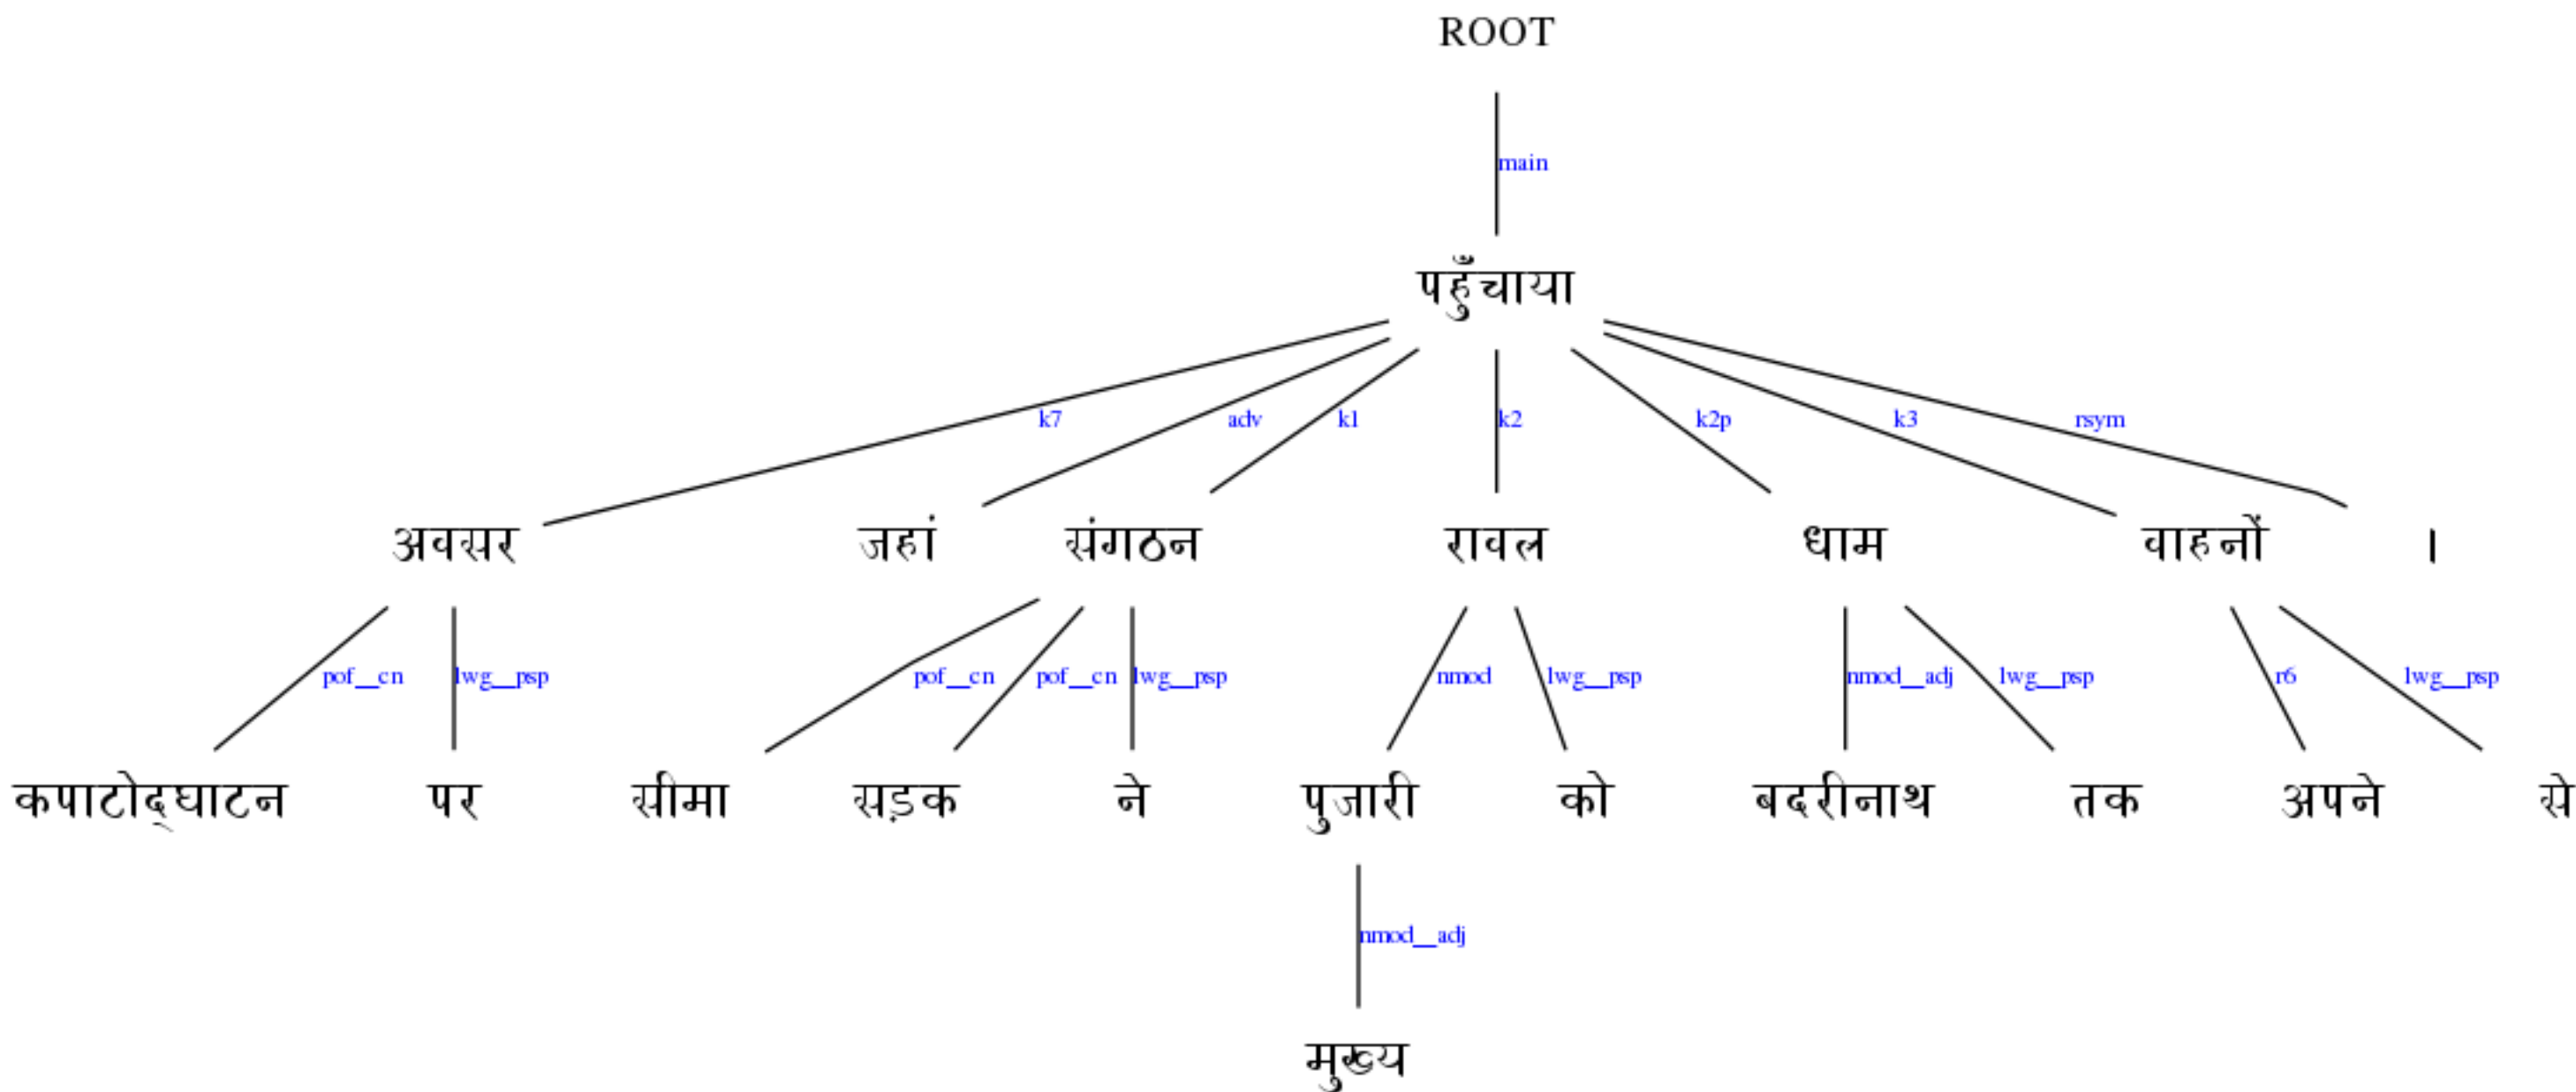 ROOT
main
पहुँचाया
k7 adv k1 k2 k2p k3 rsym
अवसर जहां संगठन रावल धाम वाहनों ।
pof__cn lwg__psp pof__cn pof__cn lwg__psp nmod lwg__psp nmod__adj lwg__psp r6 lwg__psp
कपाटोद्घाटन पर सीमा सड़क ने पुजारी को बदरीनाथ तक अपने से
nmod__adj
मुख्य